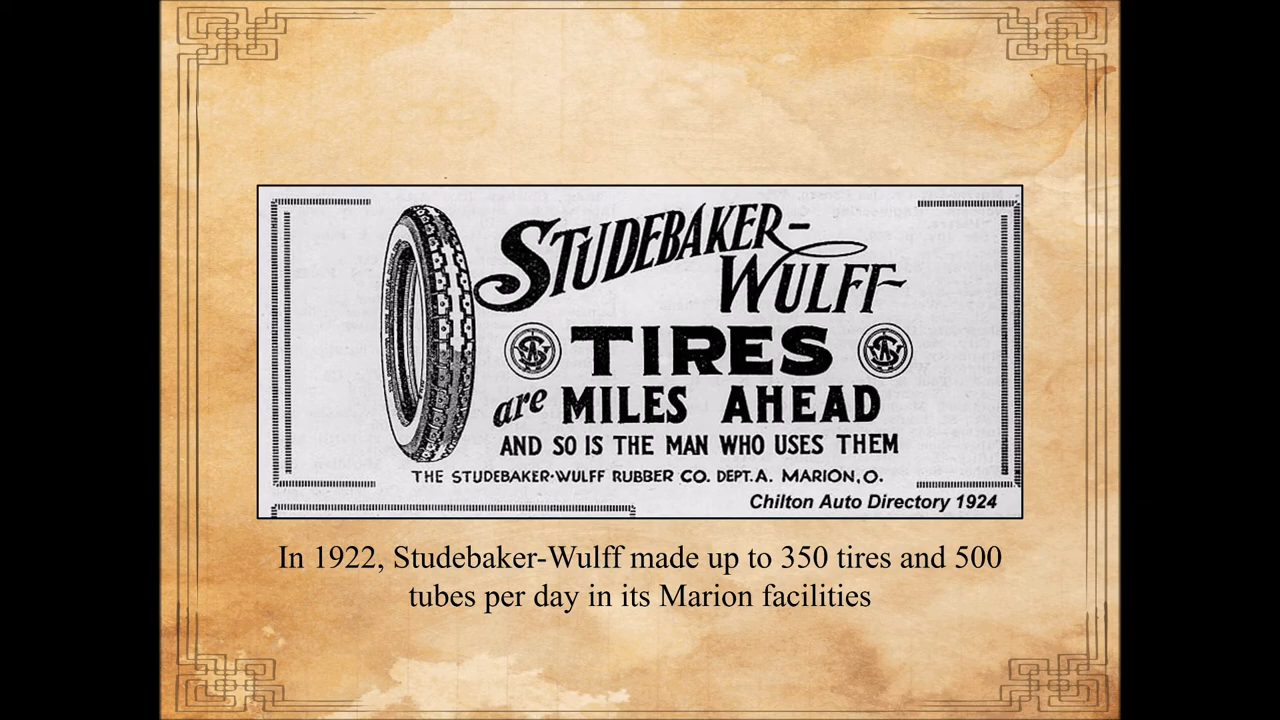 STUDEBAKER-
WULFF
TIRES
are MILES AHEAD
AND SO IS THE MAN WHO USES THEM
THE STUDEBAKER-WULFF RUBBER CO. DEPT. A. MARION, O.
Chilton Auto Directory 1924
In 1922, Studebaker-Wulff made up to 350 tires and 500
tubes per day in its Marion facilities